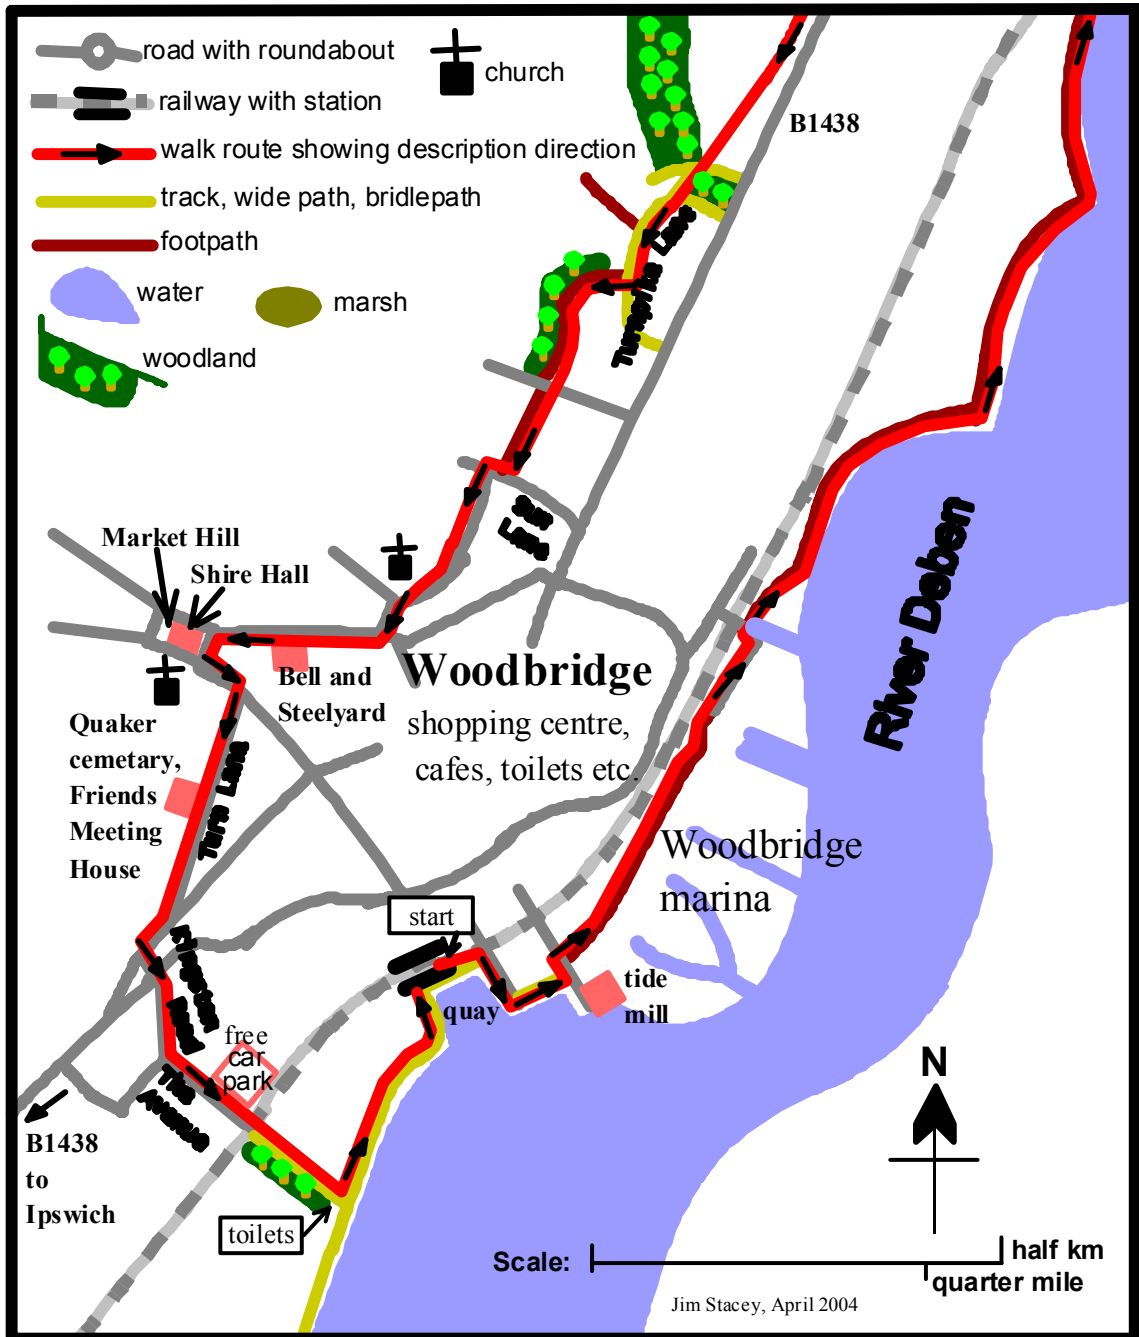 road with roundabout
church
railway with station
B1438
walk route showing description direction
track, wide path, bridlepath
footpath
water
marsh
woodland
Turnpike Lane
Market Hill
Shire Hall
Lane
River Deben
Bell and
Steelyard
Woodbridge
shopping centre,
cafes, toilets etc.
Quaker
cemetary,
Friends
Meeting
House
Turn Lane
Woodbridge
marina
start
quay
tide
mill
free
car
park
The
Avenue
B1438
to
Ipswich
toilets
N
Scale:
half km
quarter mile
Jim Stacey, April 2004